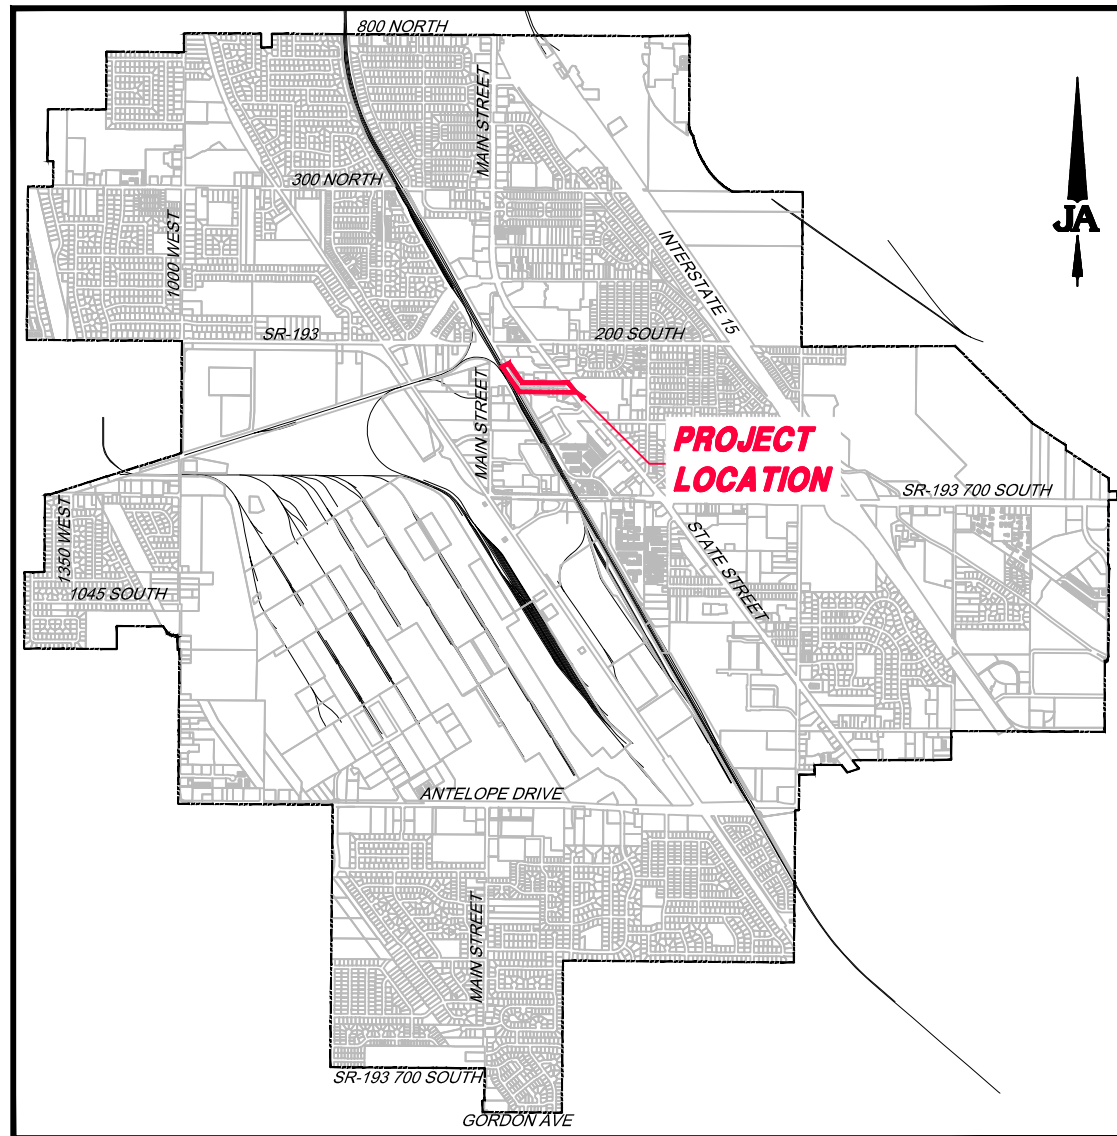 800 NORTH
MAIN STREET
300 NORTH
JA
1000 WEST
INTERSTATE 15
SR-193
200 SOUTH
MAIN STREET
PROJECT
LOCATION
SR-193 700 SOUTH
1350 WEST
STATE STREET
1045 SOUTH
ANTELOPE DRIVE
MAIN STREET
SR-193 700 SOUTH
GORDON AVE